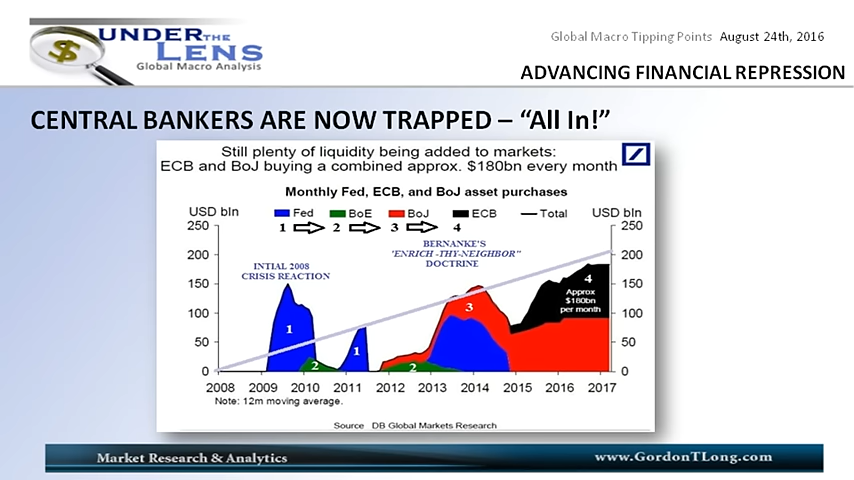 UNDER THE
LENS
Global Macro Analysis
Global Macro Tipping Points August 24th, 2016
ADVANCING FINANCIAL REPRESSION
CENTRAL BANKERS ARE NOW TRAPPED – “All In!”
Still plenty of liquidity being added to markets:
ECB and BoJ buying a combined approx. $180bn every month
Monthly Fed, ECB, and BoJ asset purchases
USD bln Fed BoE BoJ ECB Total USD bln
1 2 3 4
250 250
200 200
150 150
100 100
50 50
0 0
BERNANKE'S
"ENRICH -THY-NEIGHBOR"
DOCTRINE
INTIAL 2008
CRISIS REACTION
1
2
1
2
3
4
Approx
$180bn
per month
2008 2009 2010 2011 2012 2013 2014 2015 2016 2017
Note: 12m moving average.
Source DB Global Markets Research
Market Research & Analytics
www.GordonTLong.com